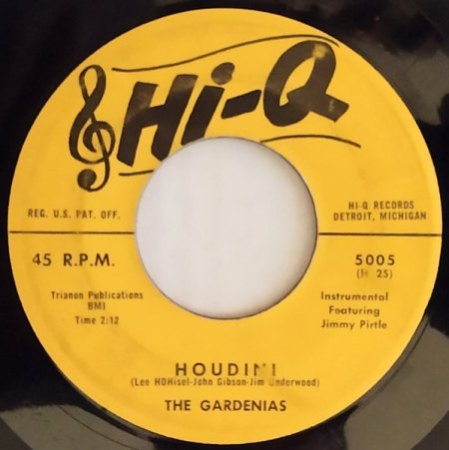 Hi-Q
REG. U.S. PAT. OFF.
HI-Q RECORDS
DETROIT, MICHIGAN
45 R.P.M.
5005
(H 25)
Trianon Publications
BMI
Time 2:12
Instrumental
Featuring
Jimmy Pirtle
HOUDINI
(Lee HOHisel-John Gibson-Jim Underwood)
THE GARDENIAS